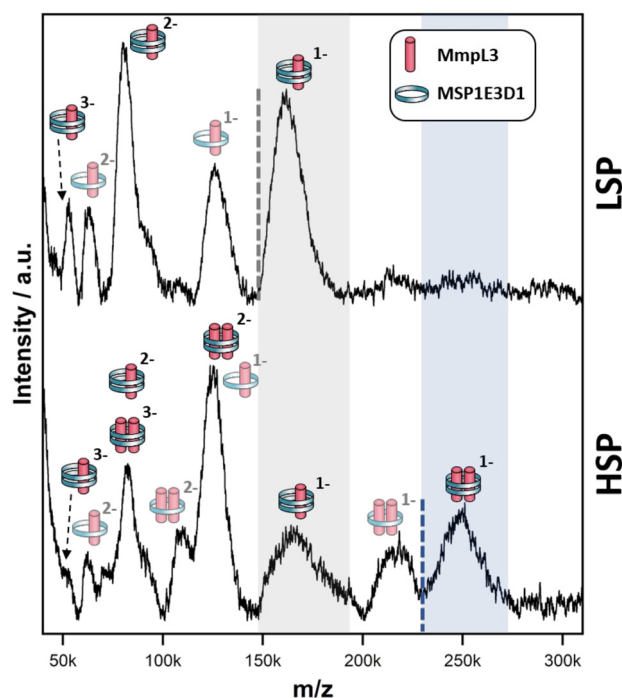 2-
1-
MmpL3
MSP1E3D1
3-
1-
2-
LSP
Intensity / a.u.
2-
2-
1-
3-
3-
2-
1-
1-
1-
2-
HSP
50k 100k 150k 200k 250k 300k
m/z